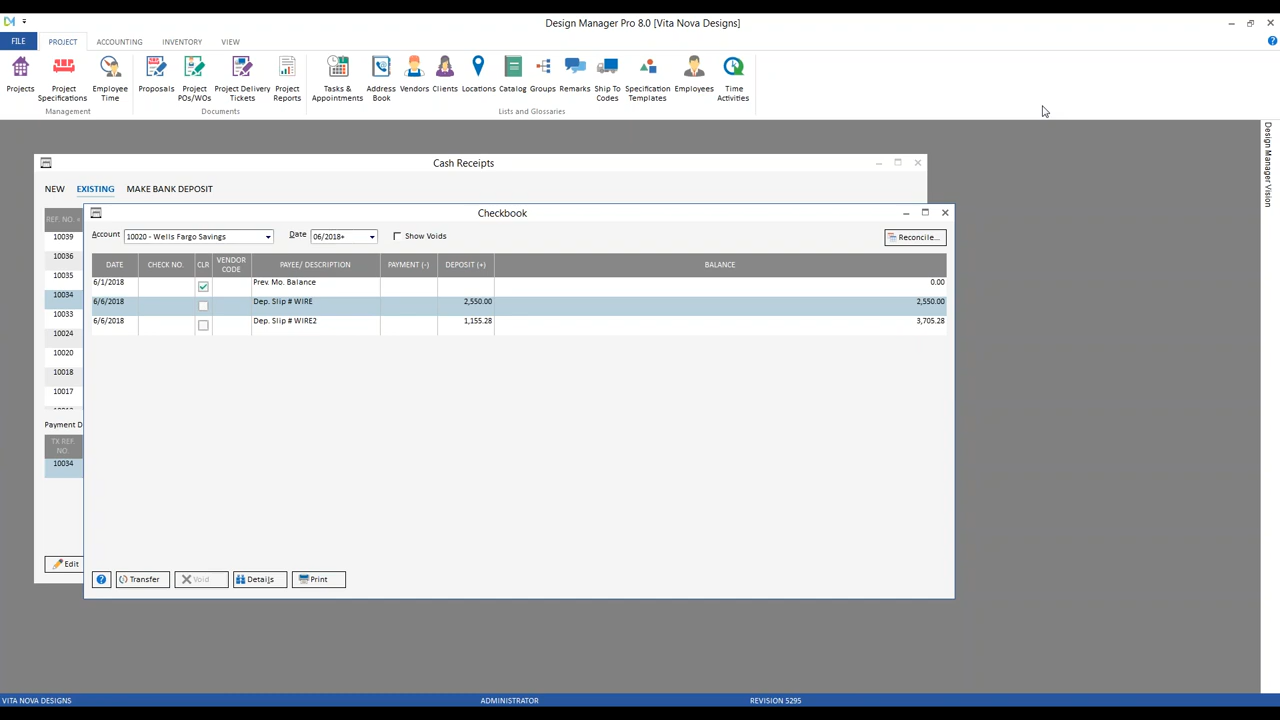 Design Manager Pro 8.0 [Vita Nova Designs]
FILE PROJECT ACCOUNTING INVENTORY VIEW
Projects
Project Specifications
Employee Time
Proposals
Project POs/WOs
Project Delivery Tickets
Project Reports
Tasks & Appointments
Address Book
Vendors
Clients
Locations
Catalog
Groups
Remarks
Ship To Codes
Specification Templates
Employees
Time Activities
Management Documents Lists and Glossaries
Design Manager Vision
Cash Receipts
NEW EXISTING MAKE BANK DEPOSIT
REF. NO.
10039
10036
10035
10034
10033
10024
10020
10018
10017
Payment D
TX REF. NO.
10034
Edit
Checkbook
Account 10020 - Wells Fargo Savings Date 06/2018+ Show Voids Reconcile...
DATE CHECK NO. CLR VENDOR CODE PAYEE/ DESCRIPTION PAYMENT (-) DEPOSIT (+) BALANCE
6/1/2018 Prev. Mo. Balance 0.00
6/6/2018 Dep. Slip # WIRE 2,550.00 2,550.00
6/6/2018 Dep. Slip # WIRE2 1,155.28 3,705.28
Transfer Void Details Print
VITA NOVA DESIGNS ADMINISTRATOR REVISION 5295